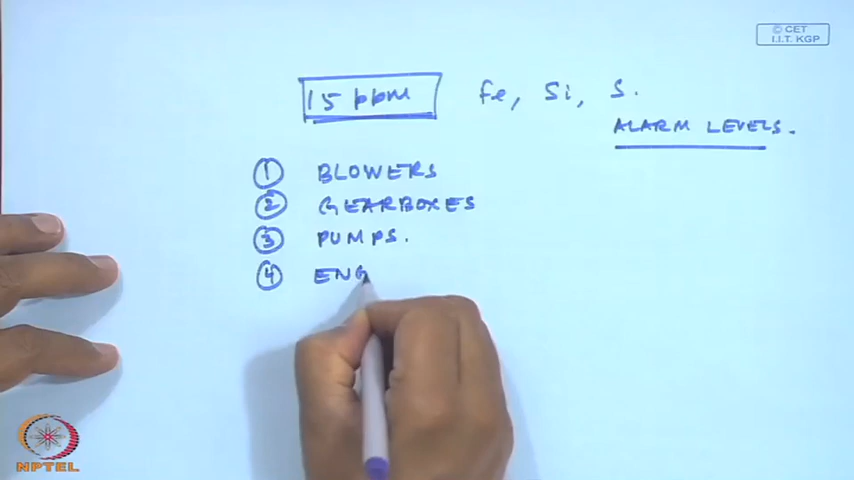 © CET
I.I.T. KGP
15 ppm Fe, Si, S.
ALARM LEVELS.
1 BLOWERS
2 GEARBOXES
3 PUMPS.
4 ENG
NPTEL